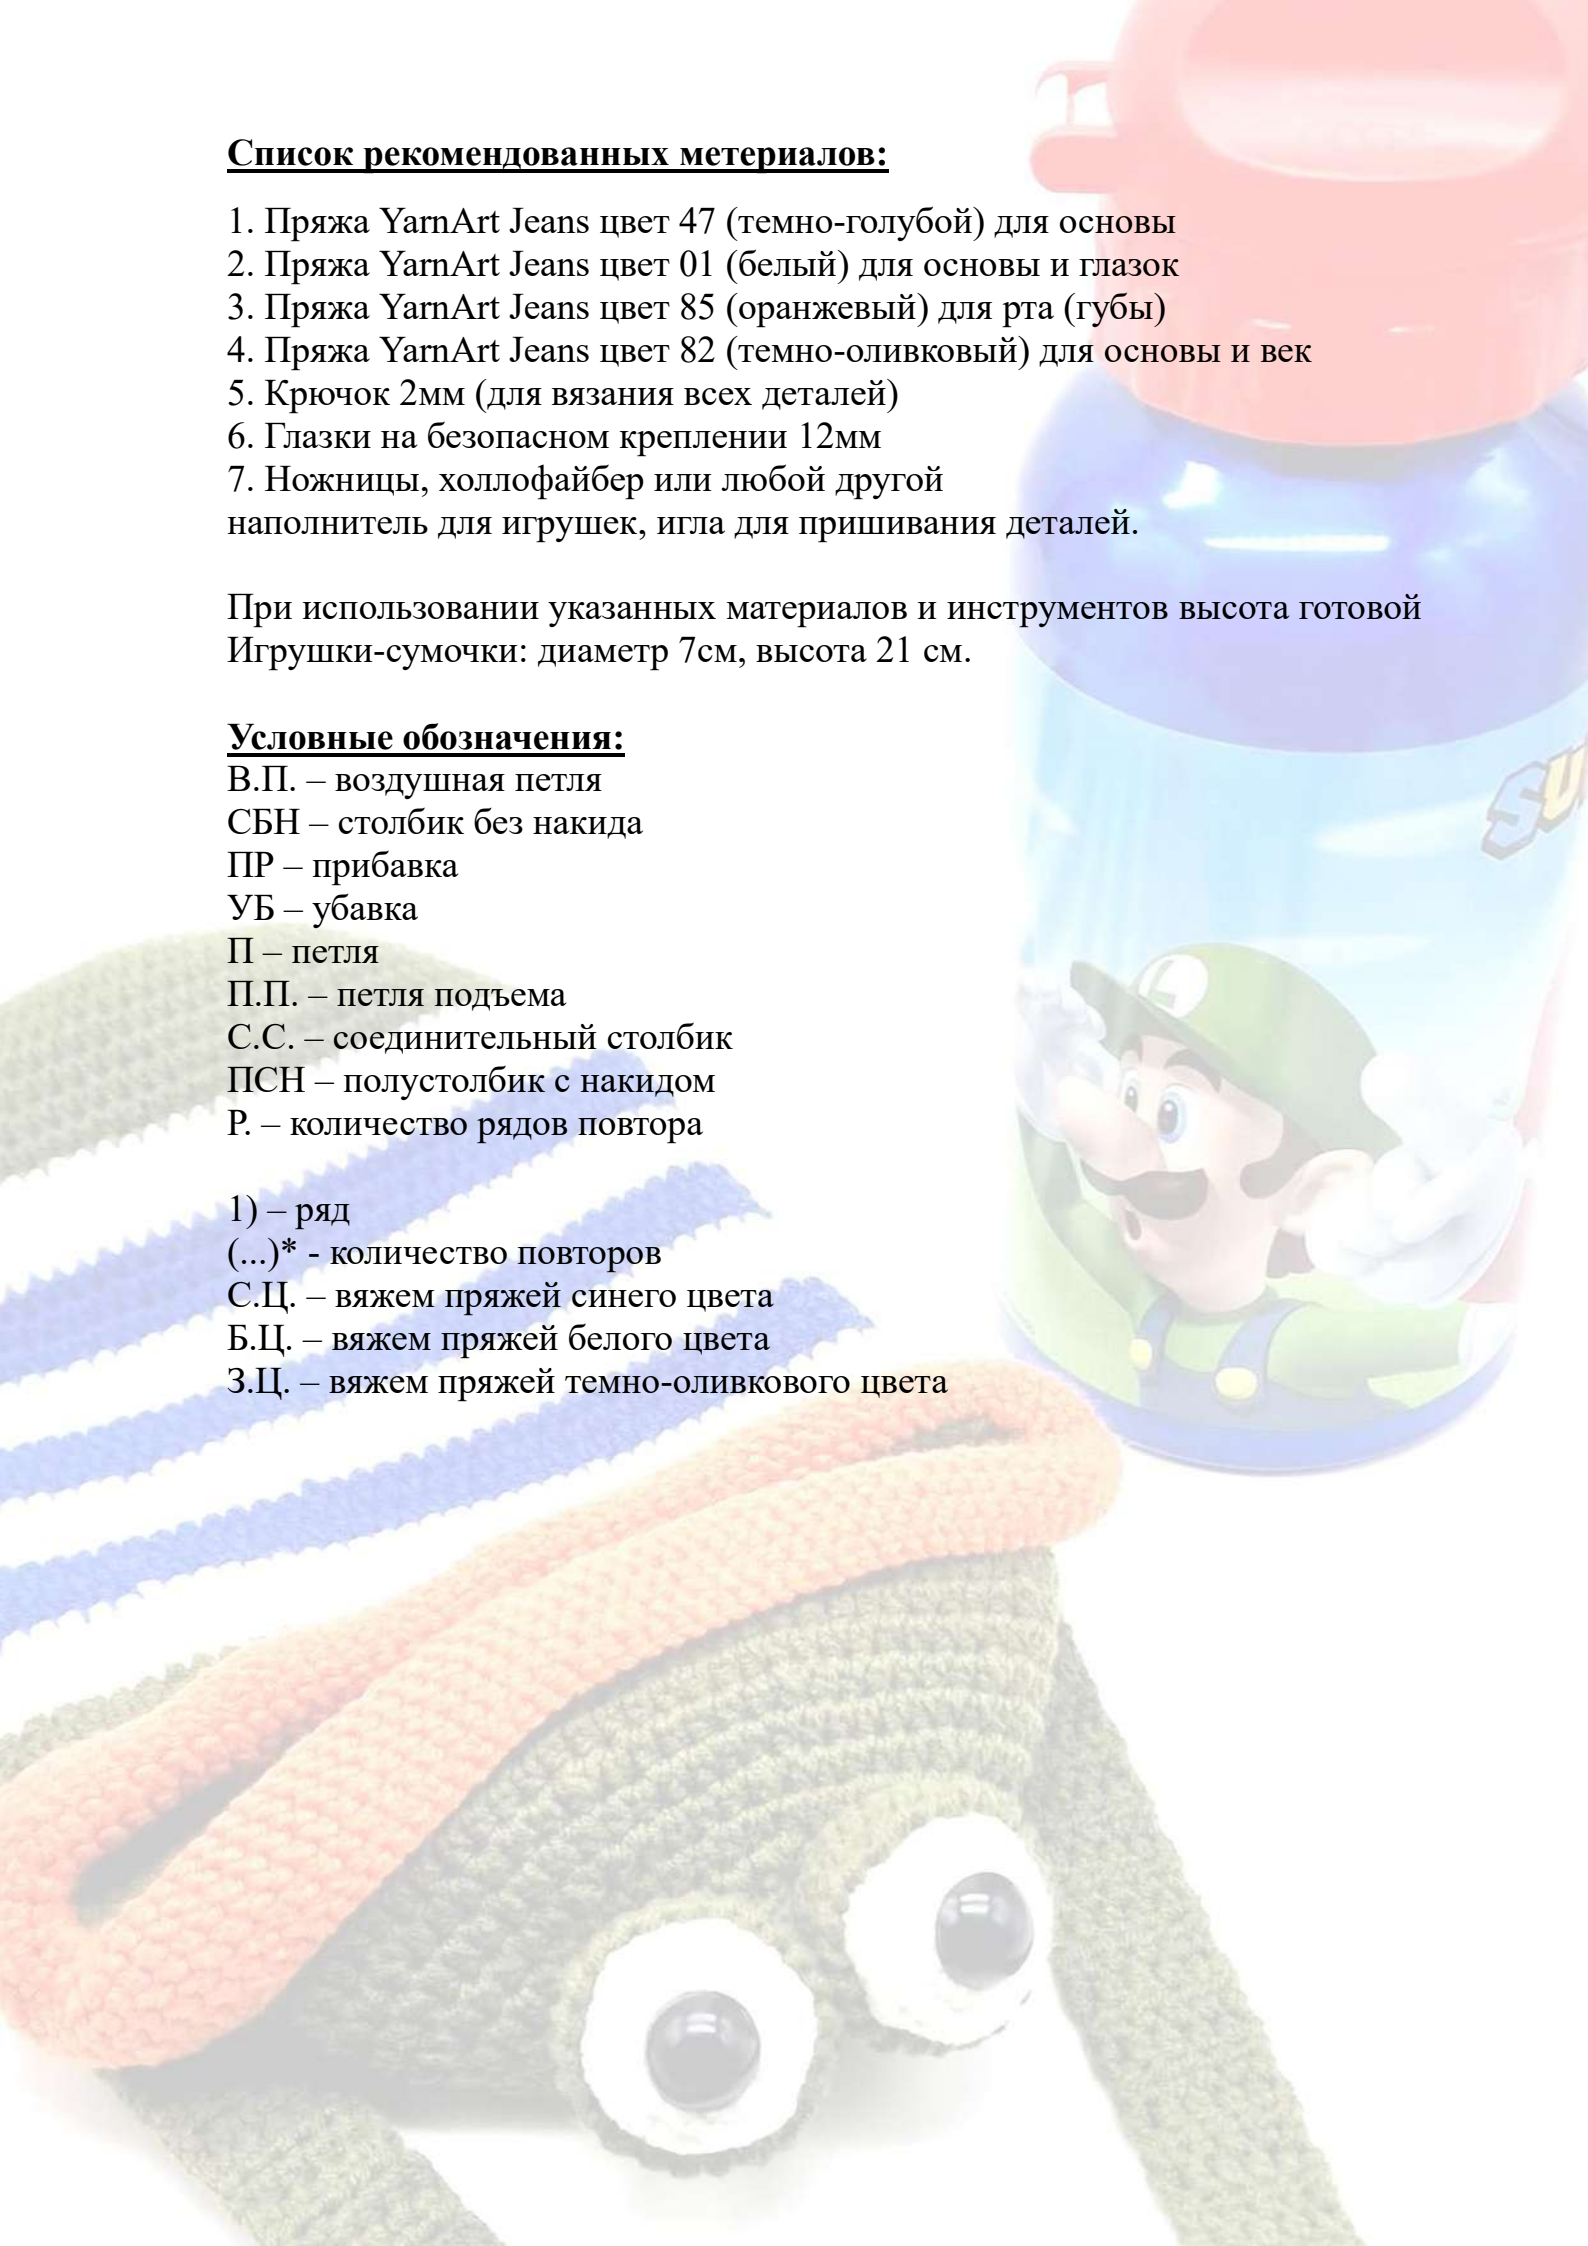 Список рекомендованных метериалов:
1. Пряжа YarnArt Jeans цвет 47 (темно-голубой) для основы
2. Пряжа YarnArt Jeans цвет 01 (белый) для основы и глазок
3. Пряжа YarnArt Jeans цвет 85 (оранжевый) для рта (губы)
4. Пряжа YarnArt Jeans цвет 82 (темно-оливковый) для основы и век
5. Крючок 2мм (для вязания всех деталей)
6. Глазки на безопасном креплении 12мм
7. Ножницы, холлофайбер или любой другой
наполнитель для игрушек, игла для пришивания деталей.
При использовании указанных материалов и инструментов высота готовой
Игрушки-сумочки: диаметр 7см, высота 21 см.
Условные обозначения:
В.П. – воздушная петля
СБН – столбик без накида
ПР – прибавка
УБ – убавка
П – петля
П.П. – петля подъема
С.С. – соединительный столбик
ПСН – полустолбик с накидом
Р. – количество рядов повтора
1) – ряд
(...)* - количество повторов
С.Ц. – вяжем пряжей синего цвета
Б.Ц. – вяжем пряжей белого цвета
З.Ц. – вяжем пряжей темно-оливкового цвета
SU
L